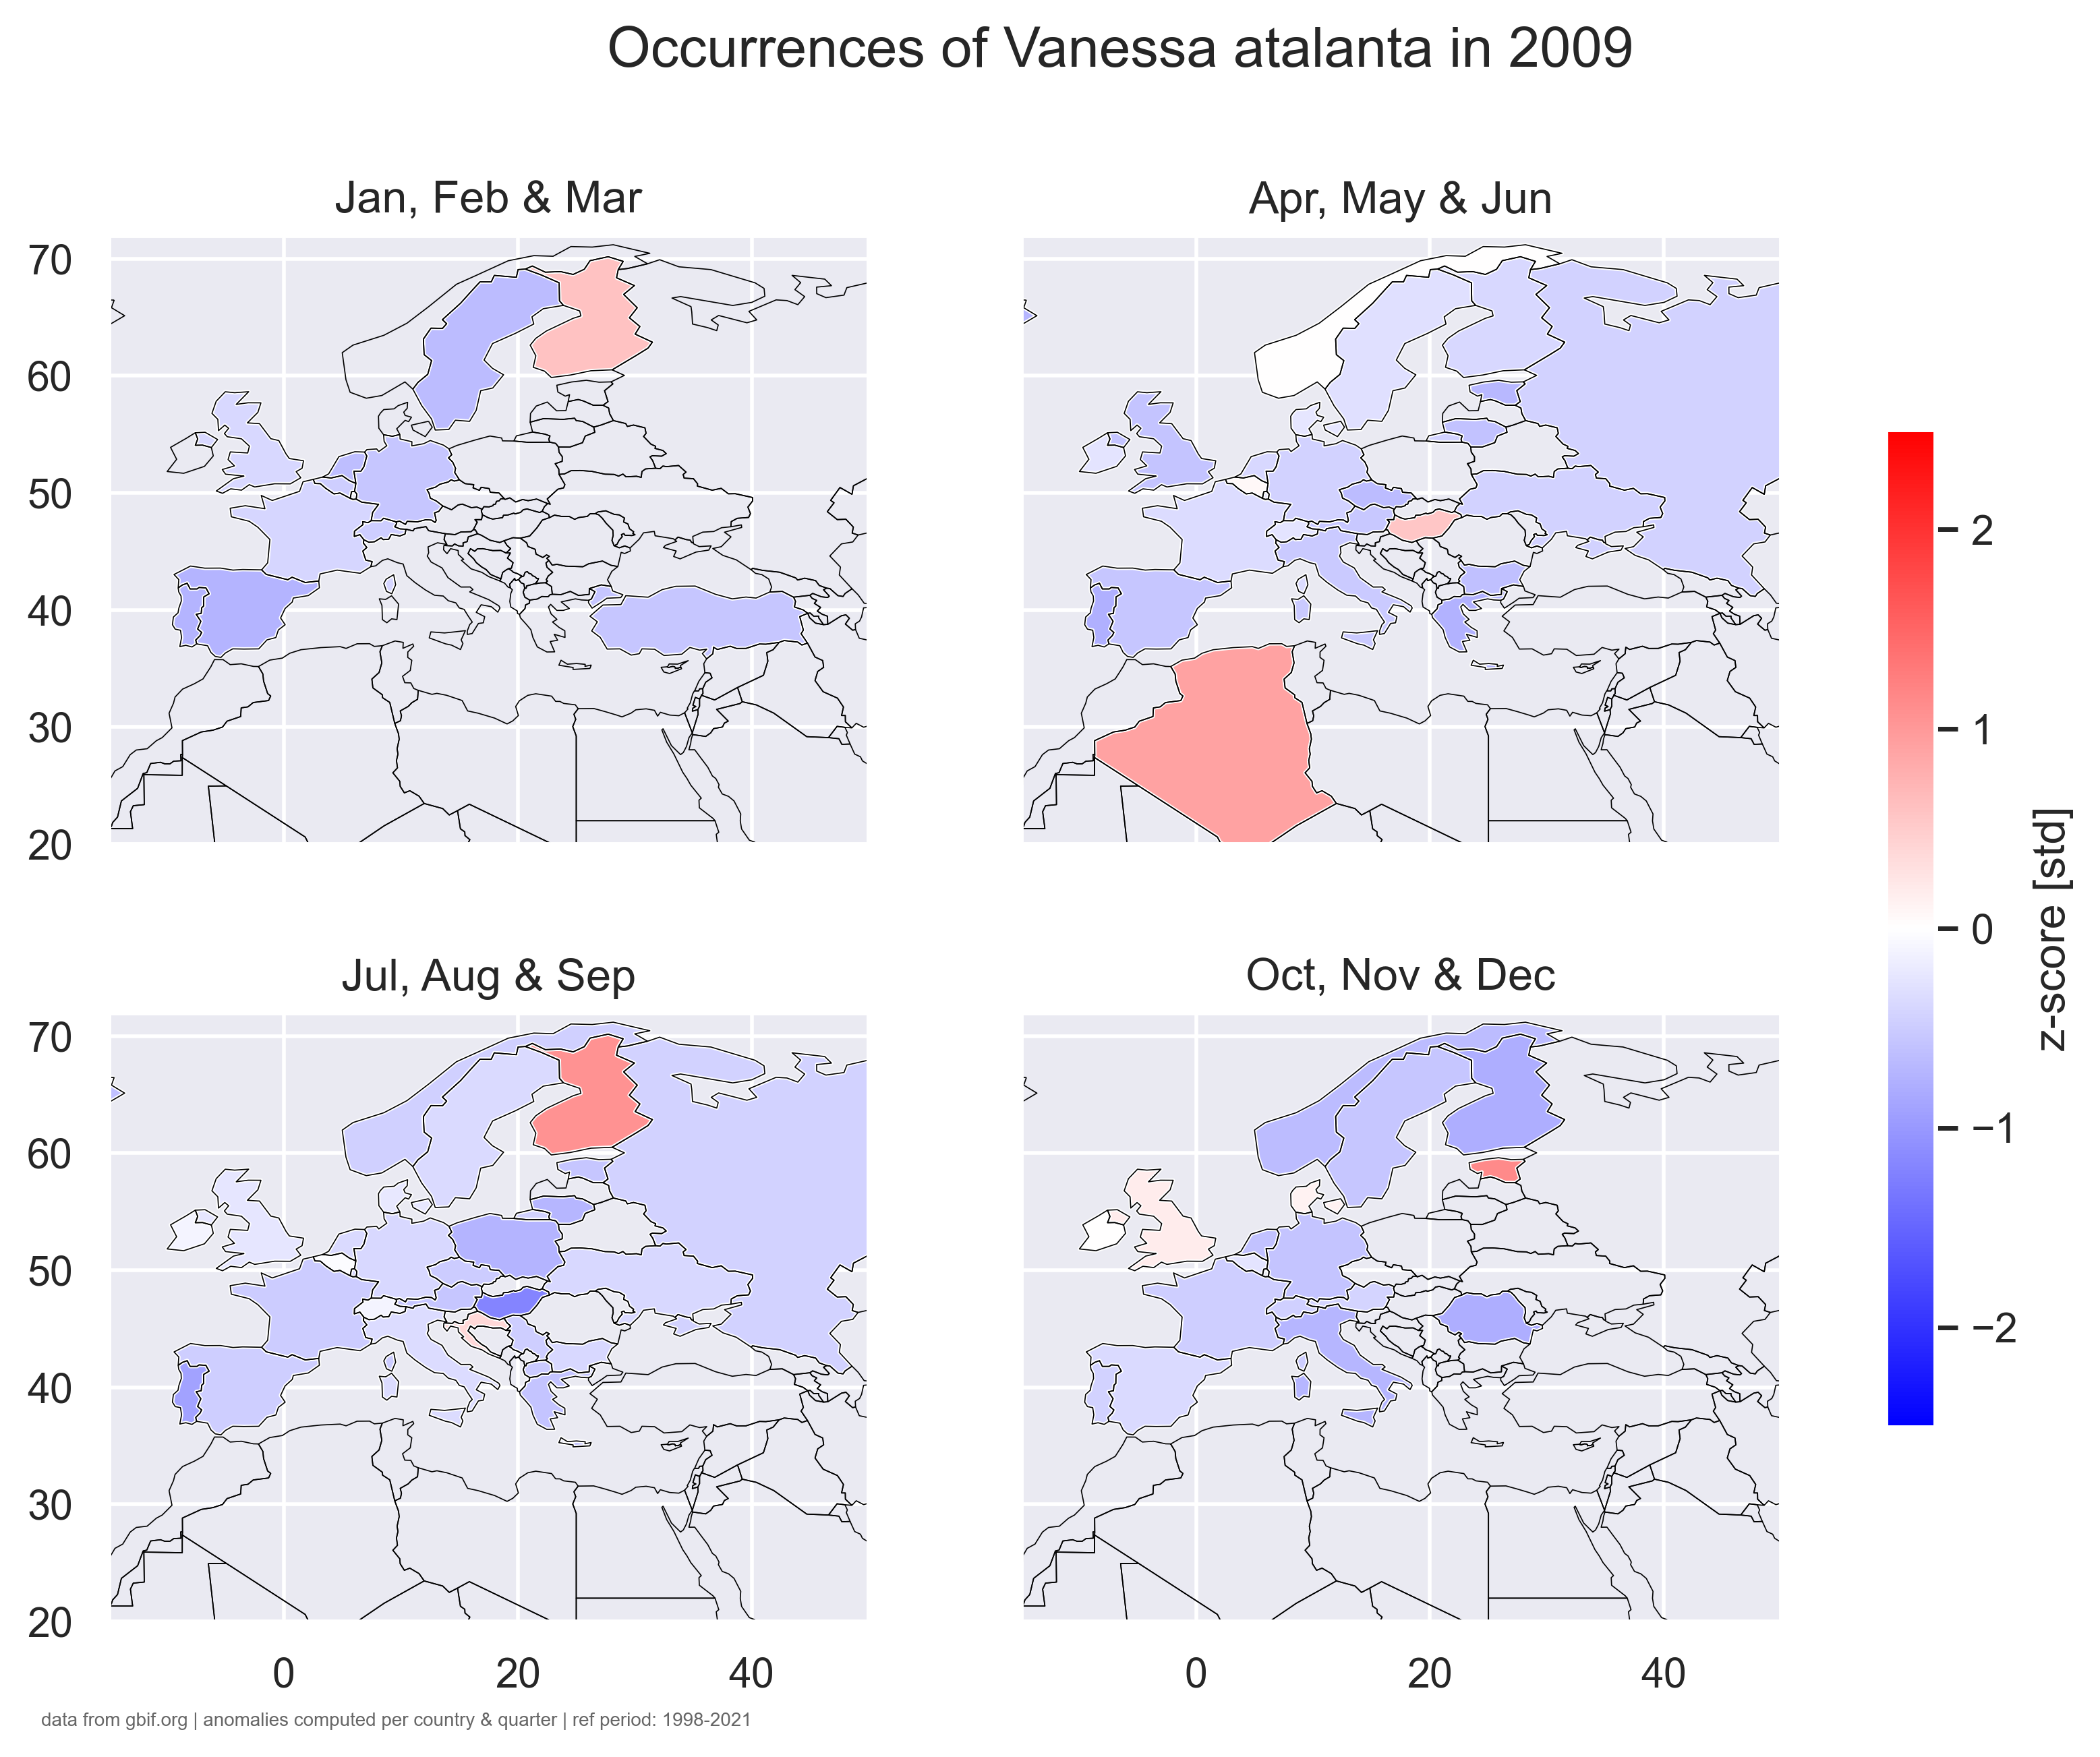 Occurrences of Vanessa atalanta in 2009
Jan, Feb & Mar
Apr, May & Jun
70
60
50
40
30
20
2
1
0
−1
−2
z-score [std]
Jul, Aug & Sep
Oct, Nov & Dec
70
60
50
40
30
20
0 20 40
0 20 40
data from gbif.org | anomalies computed per country & quarter | ref period: 1998-2021